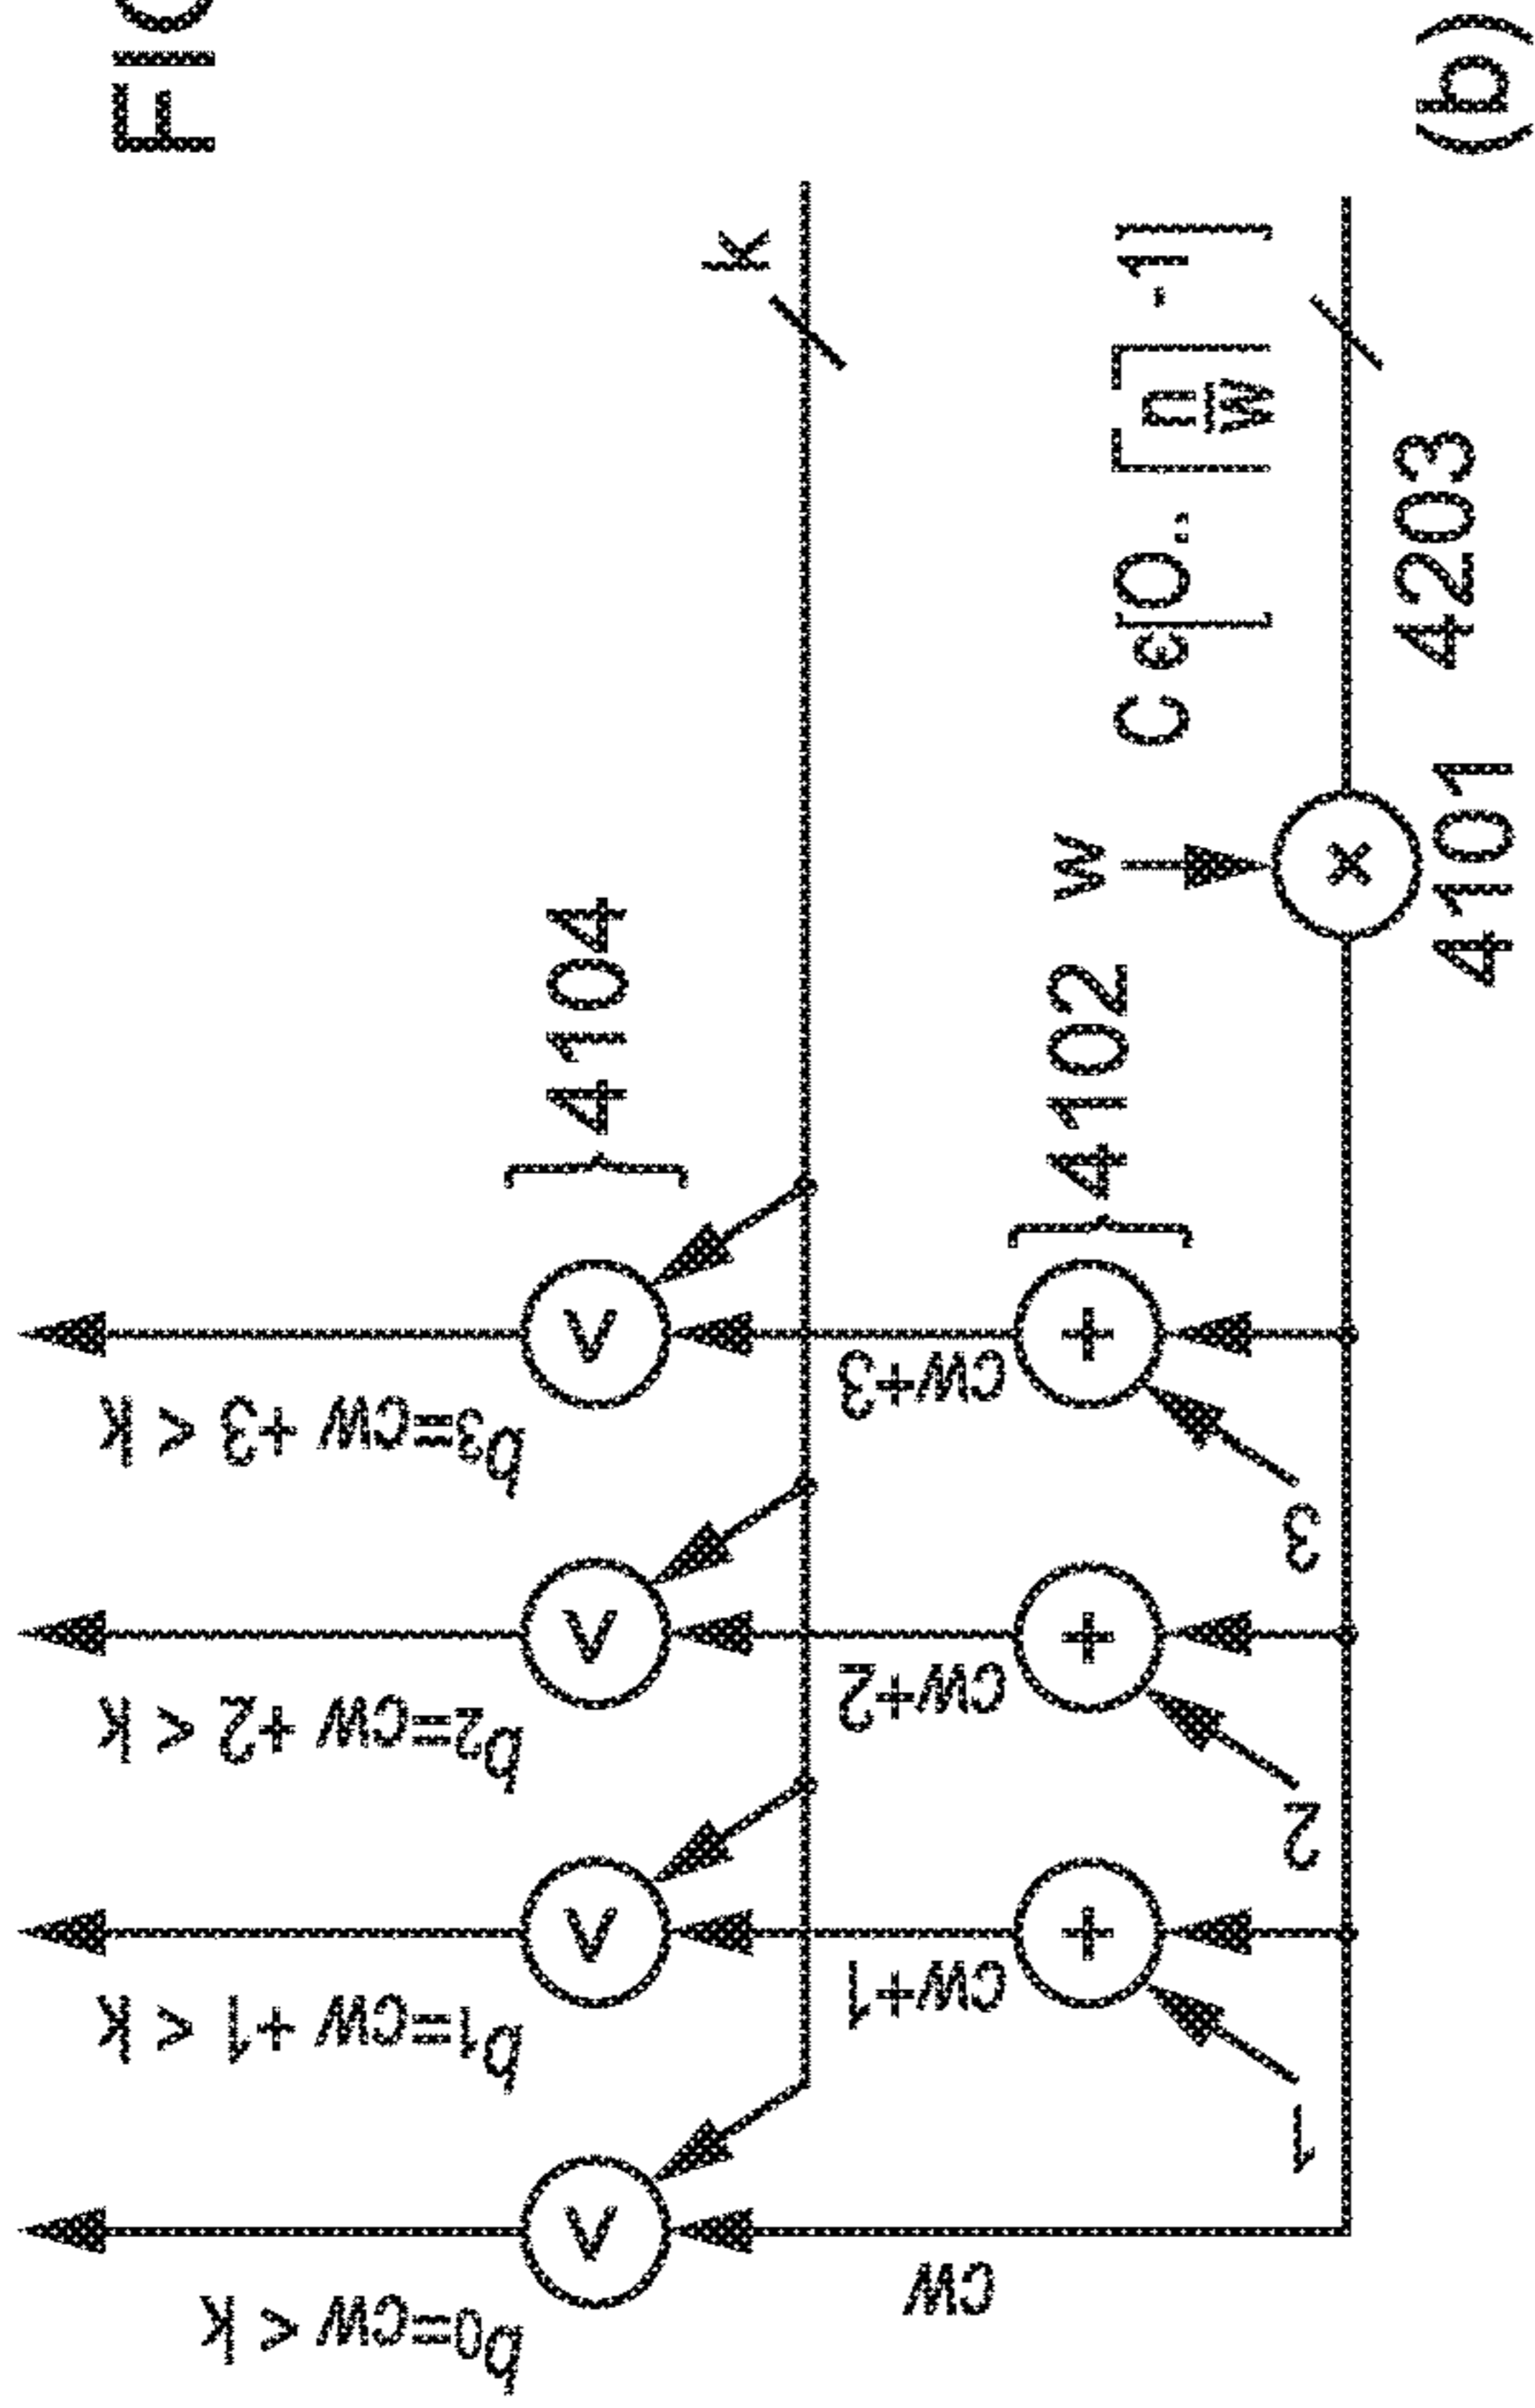 FIG
(b)
k
C ϵ[0.. ⌈n/w⌉ -1]
4203
w
4101
4102
4104
×
+
+
+
3
2
1
cw+3
cw+2
cw+1
cw
<
<
<
<
b3=cw +3 < k
b2=cw +2 < k
b1=cw +1 < k
b0=cw < k